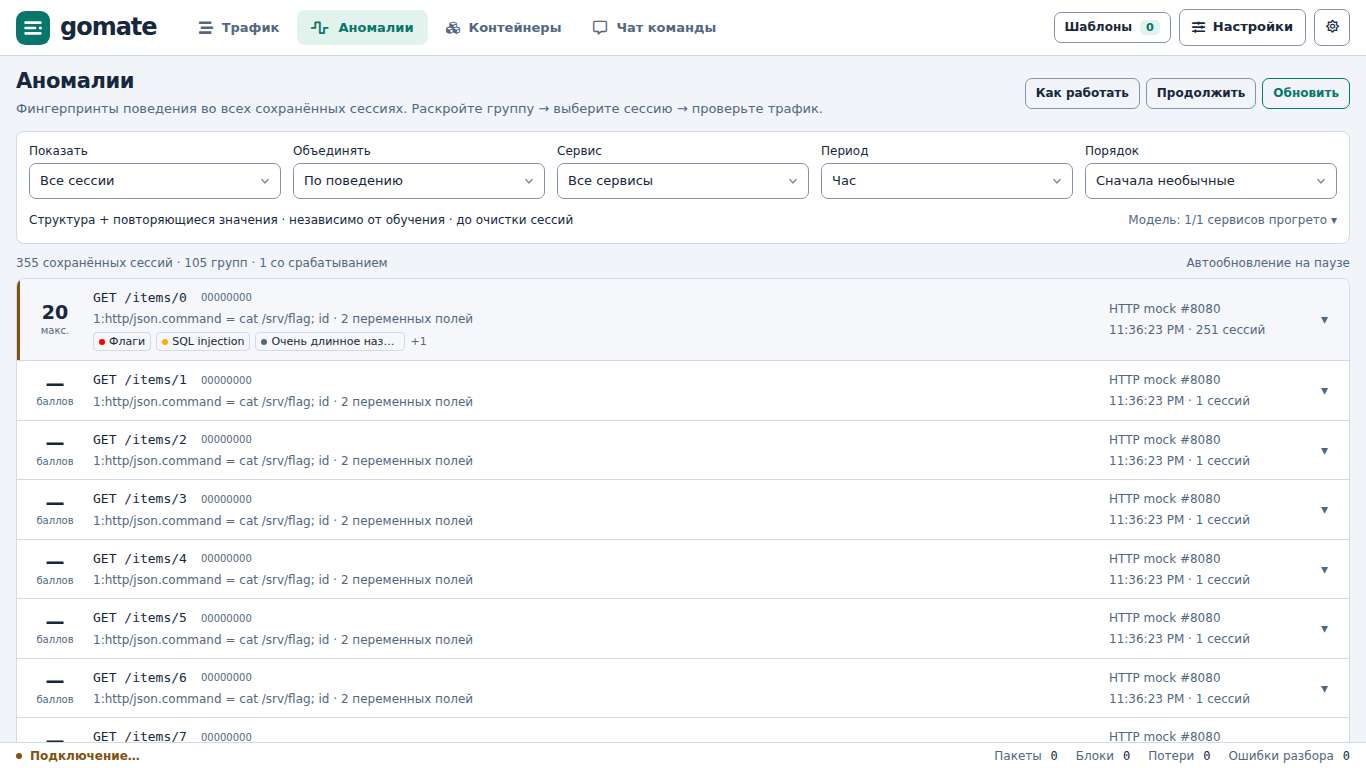 gomate
Трафик
Аномалии
Контейнеры
Чат команды
Шаблоны 0
Настройки
Аномалии
Фингерпринты поведения во всех сохранённых сессиях. Раскройте группу → выберите сессию → проверьте трафик.
Как работать
Продолжить
Обновить
Показать
Объединять
Сервис
Период
Порядок
Все сессии
По поведению
Все сервисы
Час
Сначала необычные
Структура + повторяющиеся значения · независимо от обучения · до очистки сессий
Модель: 1/1 сервисов прогрето ▾
355 сохранённых сессий · 105 групп · 1 со срабатыванием
Автообновление на паузе
20
макс.
GET /items/0 00000000
1:http/json.command = cat /srv/flag; id · 2 переменных полей
Флаги
SQL injection
Очень длинное наз…
+1
HTTP mock #8080
11:36:23 PM · 251 сессий
—
баллов
GET /items/1 00000000
1:http/json.command = cat /srv/flag; id · 2 переменных полей
HTTP mock #8080
11:36:23 PM · 1 сессий
—
баллов
GET /items/2 00000000
1:http/json.command = cat /srv/flag; id · 2 переменных полей
HTTP mock #8080
11:36:23 PM · 1 сессий
—
баллов
GET /items/3 00000000
1:http/json.command = cat /srv/flag; id · 2 переменных полей
HTTP mock #8080
11:36:23 PM · 1 сессий
—
баллов
GET /items/4 00000000
1:http/json.command = cat /srv/flag; id · 2 переменных полей
HTTP mock #8080
11:36:23 PM · 1 сессий
—
баллов
GET /items/5 00000000
1:http/json.command = cat /srv/flag; id · 2 переменных полей
HTTP mock #8080
11:36:23 PM · 1 сессий
—
баллов
GET /items/6 00000000
1:http/json.command = cat /srv/flag; id · 2 переменных полей
HTTP mock #8080
11:36:23 PM · 1 сессий
—
GET /items/7 00000000
HTTP mock #8080
Подключение…
Пакеты 0
Блоки 0
Потери 0
Ошибки разбора 0